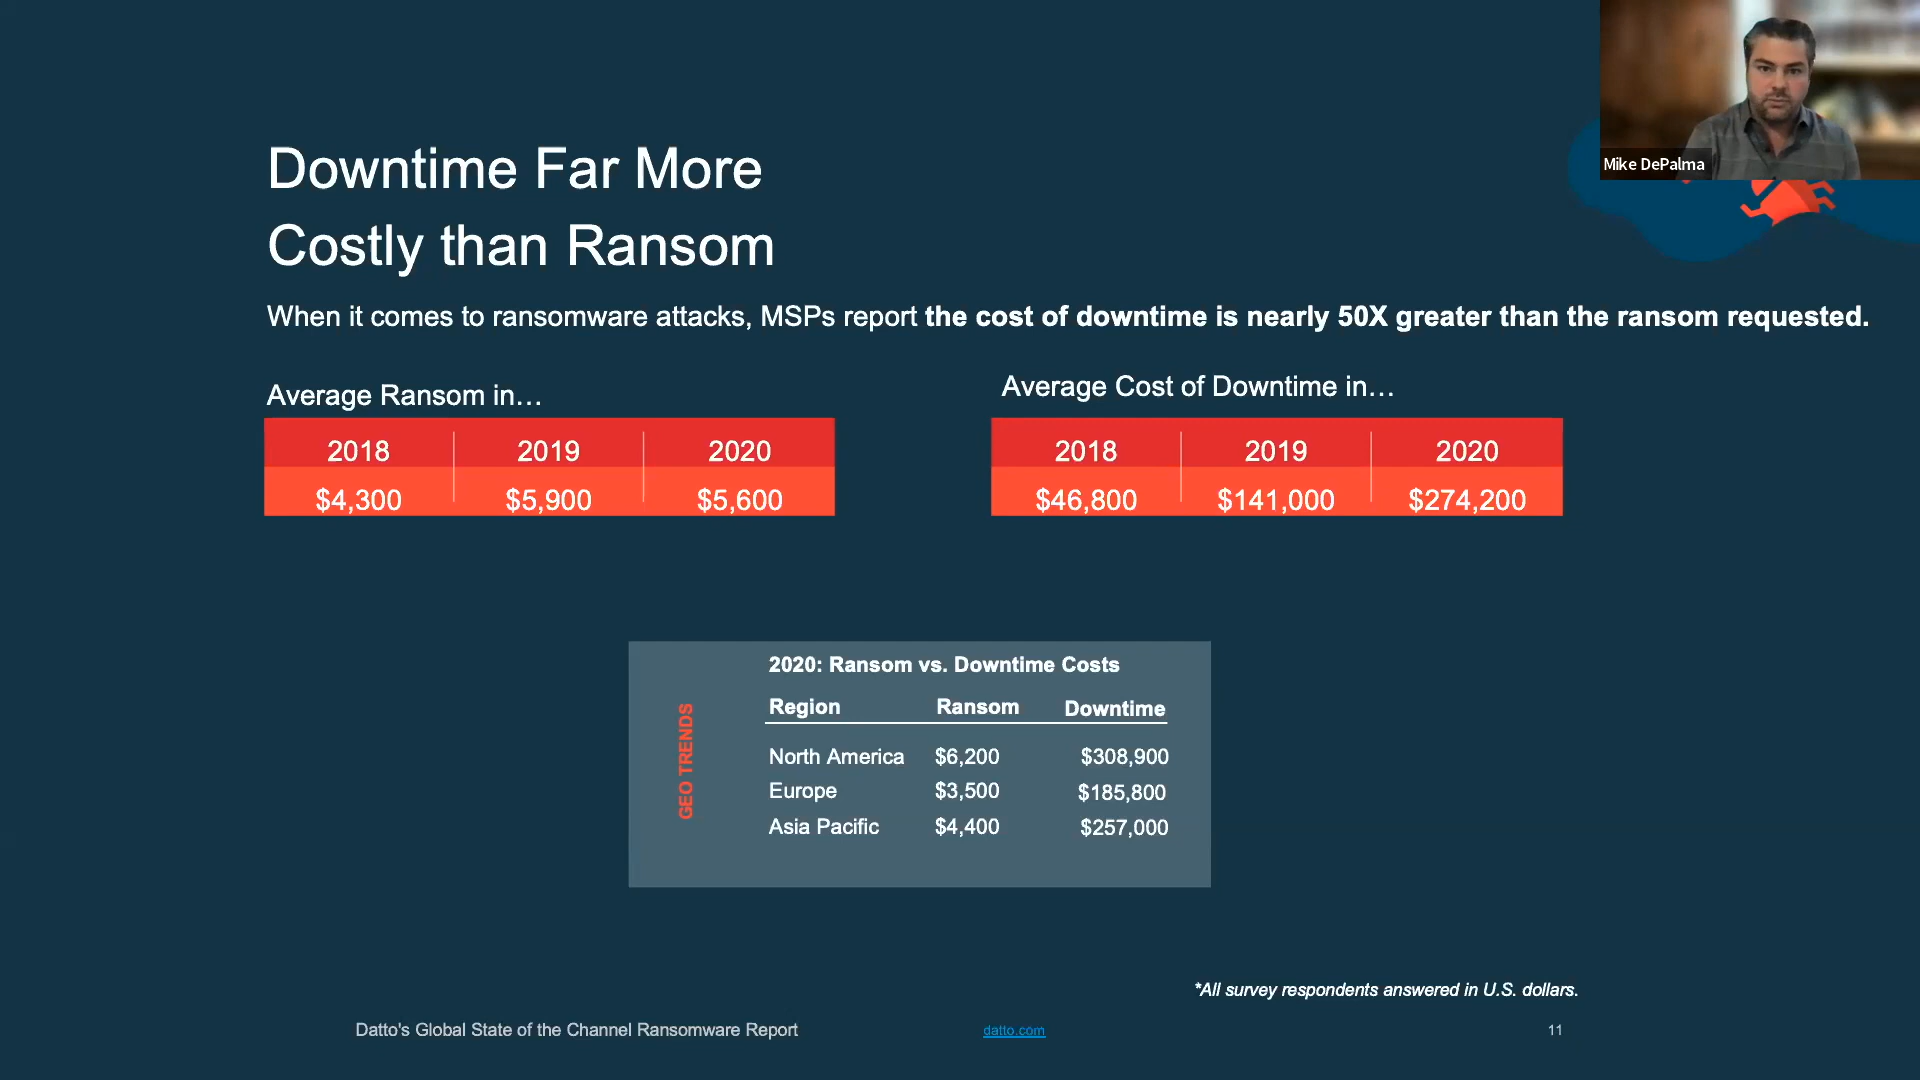 Mike DePalma
Downtime Far More
Costly than Ransom
When it comes to ransomware attacks, MSPs report the cost of downtime is nearly 50X greater than the ransom requested.
Average Ransom in…
2018 2019 2020
$4,300 $5,900 $5,600
Average Cost of Downtime in…
2018 2019 2020
$46,800 $141,000 $274,200
GEO TRENDS
2020: Ransom vs. Downtime Costs
Region Ransom Downtime
North America $6,200 $308,900
Europe $3,500 $185,800
Asia Pacific $4,400 $257,000
*All survey respondents answered in U.S. dollars.
Datto's Global State of the Channel Ransomware Report datto.com 11